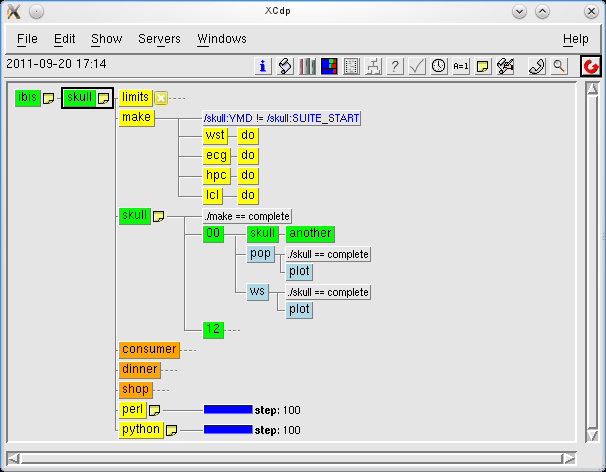 XCdp
File Edit Show Servers Windows Help
2011-09-20 17:14 i ? A=1
ibis skull limits
make /skull:YMD != /skull:SUITE_START
wst do
ecg do
hpc do
lcl do
skull ./make == complete
00 skull another
pop ./skull == complete
plot
ws ./skull == complete
plot
12
consumer
dinner
shop
perl step: 100
python step: 100